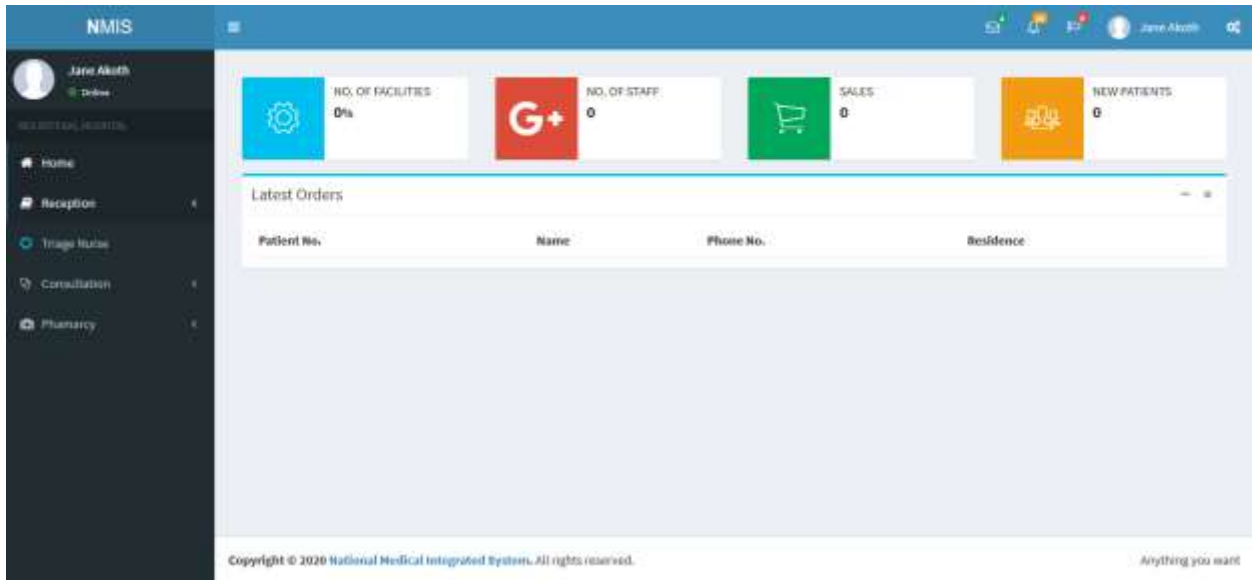 NMIS
Jane Akoth
Jane Akoth
Online
Home
Reception
Triage Nurse
Consultation
Phamarcy
NO. OF FACILITIES
0%
G+
NO. OF STAFF
0
SALES
0
NEW PATIENTS
0
Latest Orders
Patient No. Name Phone No. Residence
Copyright © 2020 National Medical Integrated System. All rights reserved. Anything you want